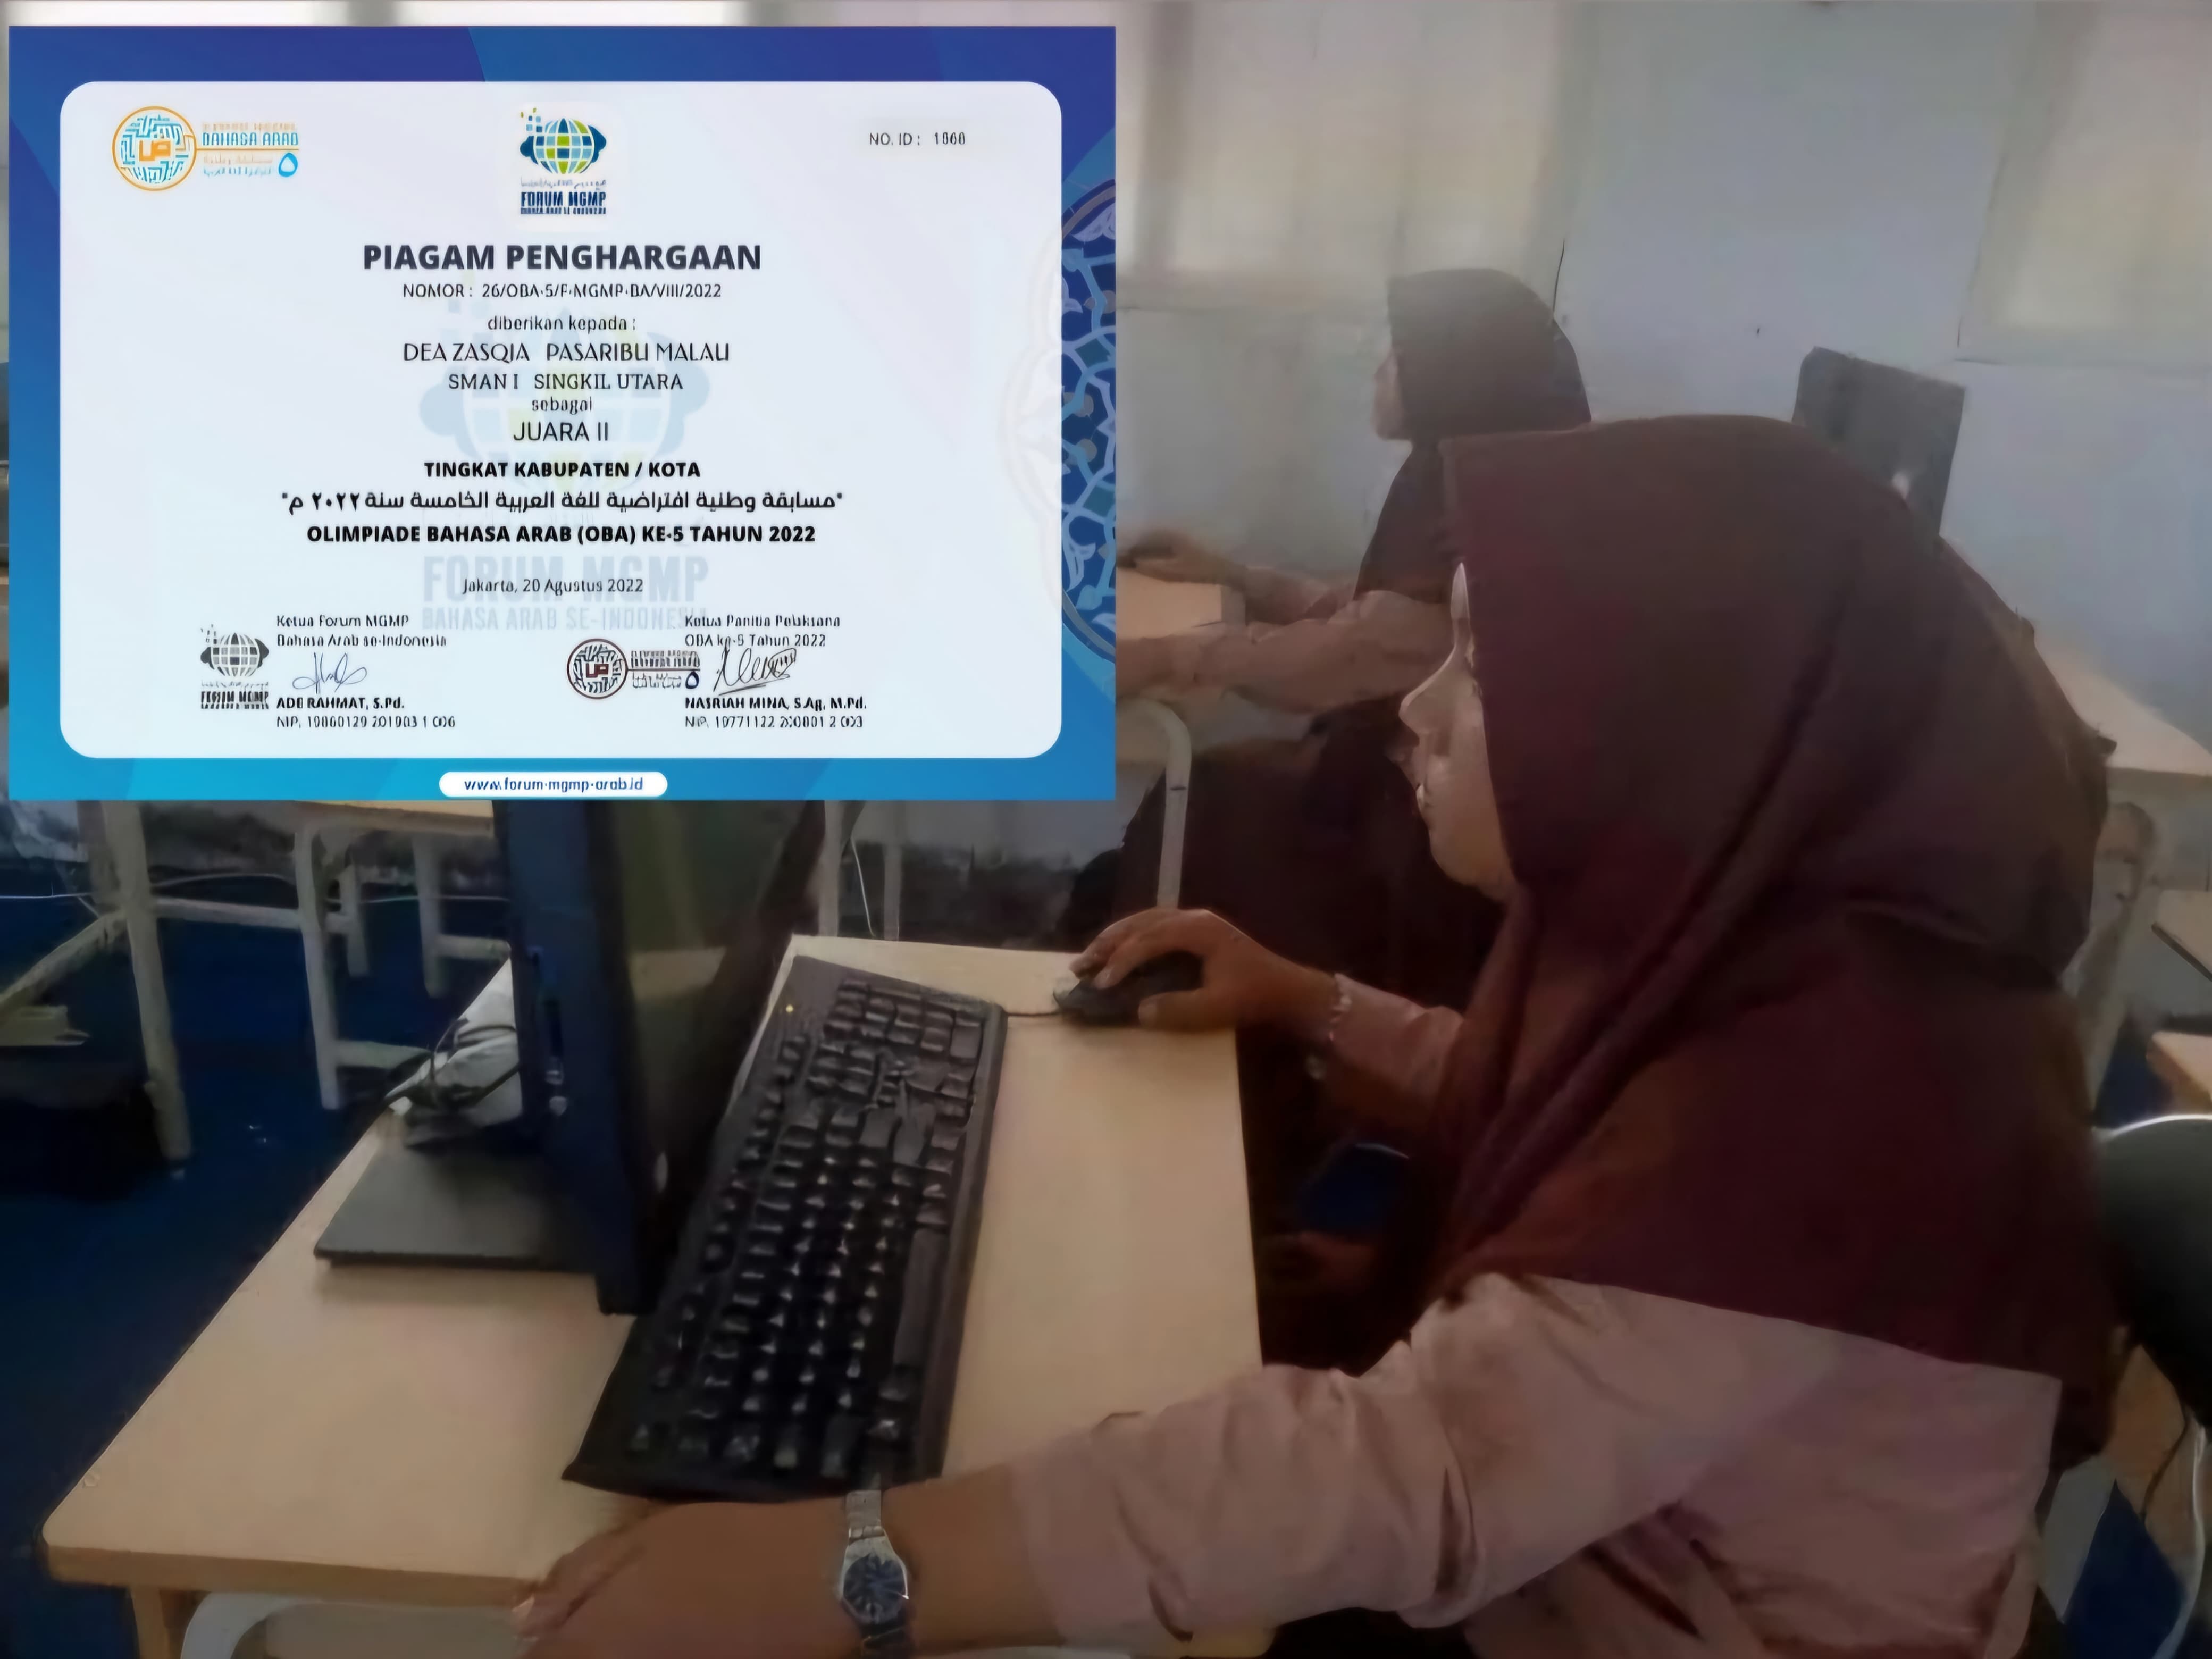 BAHASA ARAB
FORUM MGMP
NO. ID : 1868
PIAGAM PENGHARGAAN
NOMOR : 26/OBA-5/F-MGMP-BA/VIII/2022
diberikan kepada :
DEA ZASQIA PASARIBU MALAU
SMAN I SINGKIL UTARA
sebagai
JUARA II
TINGKAT KABUPATEN / KOTA
"مسابقة وطنية افتراضية للغة العربية الخامسة سنة ٢٠٢٢ م"
OLIMPIADE BAHASA ARAB (OBA) KE-5 TAHUN 2022
FORUM MGMP
BAHASA ARAB SE-INDONESIA
Jakarta, 20 Agustus 2022
Ketua Forum MGMP
Bahasa Arab se-Indonesia
FORUM MGMP
ADE RAHMAT, S.Pd.
Ketua Panitia Pelaksana
OBA ke-5 Tahun 2022
NASRIAH MINA, S.Ag, M.Pd.
www.forum-mgmp-arab.id